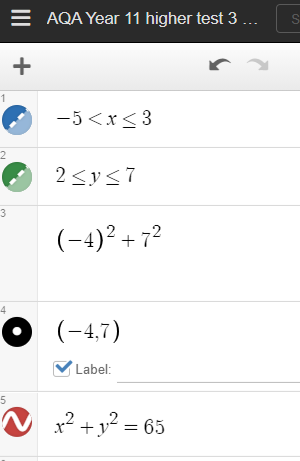 AQA Year 11 higher test 3 ...
S
1
−5 < x ≤ 3
2
2 ≤ y ≤ 7
3
(−4)² + 7²
4
(−4,7)
Label:
5
x² + y² = 65